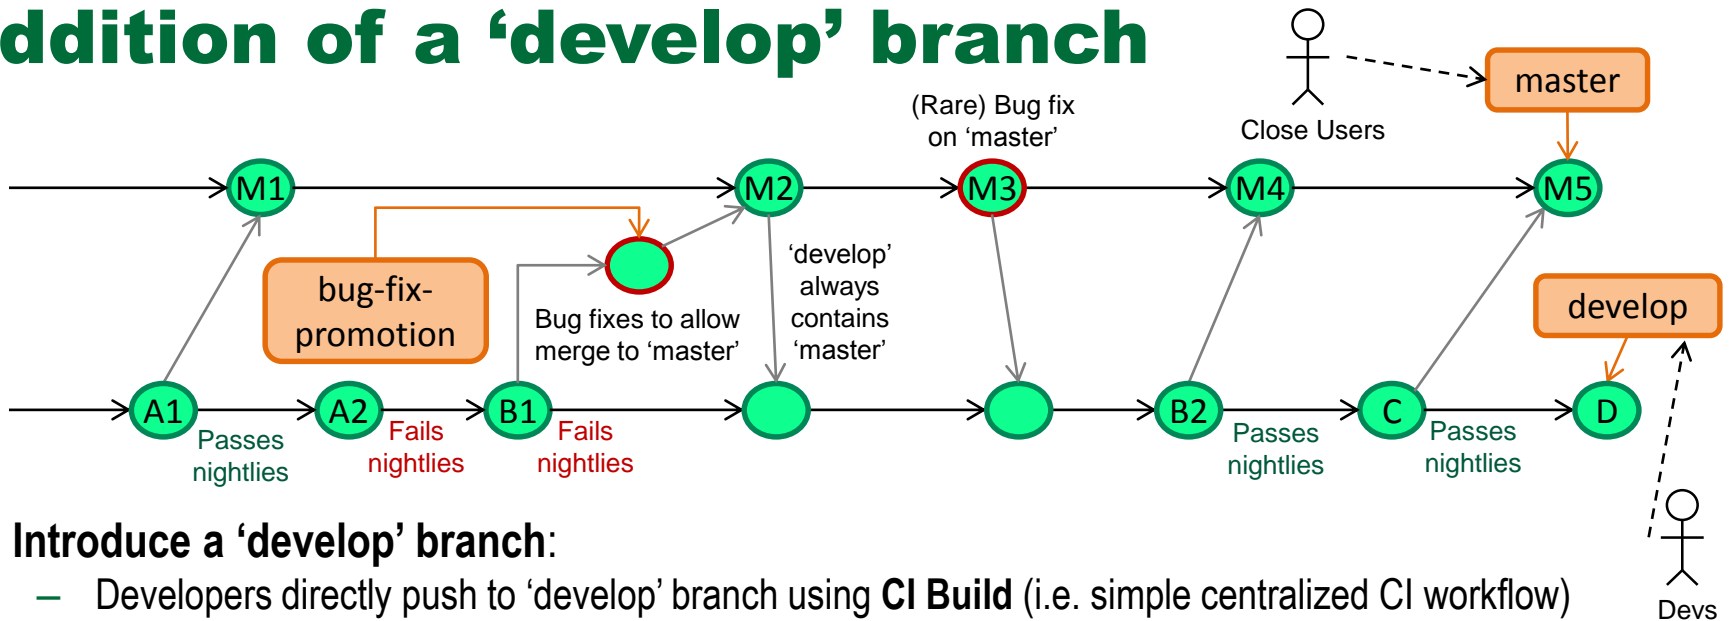 ddition of a ‘develop’ branch
master
(Rare) Bug fix
on ‘master’
Close Users
M1
M2
M3
M4
M5
bug-fix-
promotion
Bug fixes to allow
merge to ‘master’
‘develop’
always
contains
‘master’
develop
A1
A2
B1
B2
C
D
Passes
nightlies
Fails
nightlies
Fails
nightlies
Passes
nightlies
Passes
nightlies
Introduce a ‘develop’ branch:
– Developers directly push to ‘develop’ branch using CI Build (i.e. simple centralized CI workflow)
Devs